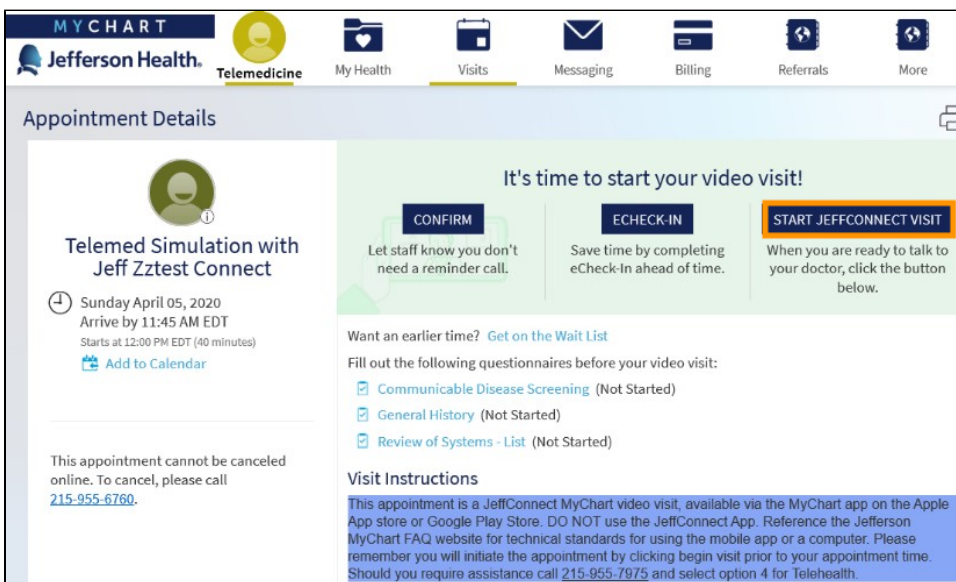 MYCHART
Jefferson Health.
Telemedicine
My Health
Visits
Messaging
Billing
Referrals
More
Appointment Details
Telemed Simulation with
Jeff Zztest Connect
Sunday April 05, 2020
Arrive by 11:45 AM EDT
Starts at 12:00 PM EDT (40 minutes)
Add to Calendar
This appointment cannot be canceled
online. To cancel, please call
215-955-6760.
It's time to start your video visit!
CONFIRM
Let staff know you don't
need a reminder call.
ECHECK-IN
Save time by completing
eCheck-In ahead of time.
START JEFFCONNECT VISIT
When you are ready to talk to
your doctor, click the button
below.
Want an earlier time? Get on the Wait List
Fill out the following questionnaires before your video visit:
Communicable Disease Screening (Not Started)
General History (Not Started)
Review of Systems - List (Not Started)
Visit Instructions
This appointment is a JeffConnect MyChart video visit, available via the MyChart app on the Apple
App store or Google Play Store. DO NOT use the JeffConnect App. Reference the Jefferson
MyChart FAQ website for technical standards for using the mobile app or a computer. Please
remember you will initiate the appointment by clicking begin visit prior to your appointment time.
Should you require assistance call 215-955-7975 and select option 4 for Telehealth.